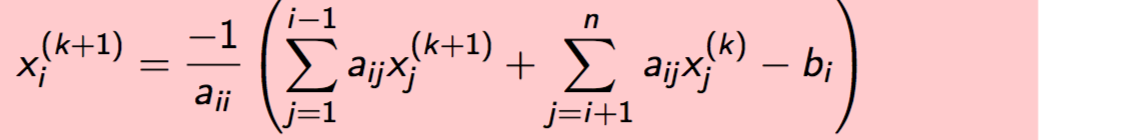 x_i^{(k+1)} = \frac{-1}{a_{ii}} \left( \sum_{j=1}^{i-1} a_{ij} x_j^{(k+1)} + \sum_{j=i+1}^{n} a_{ij} x_j^{(k)} - b_i \right)